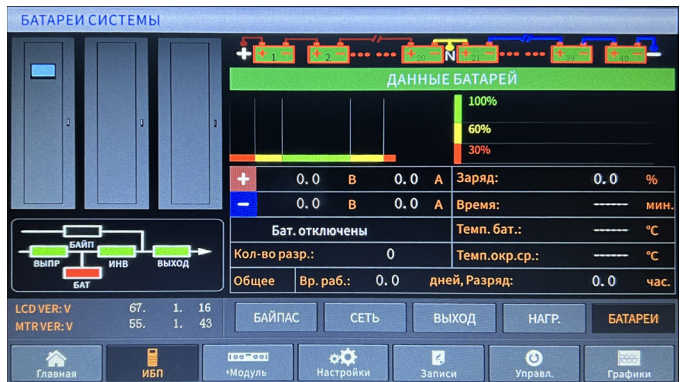 БАТАРЕИ СИСТЕМЫ
+ 1 2 20 N 21 39 40 −
ДАННЫЕ БАТАРЕЙ
100%
60%
30%
+ 0.0 В 0.0 А Заряд: 0.0 %
− 0.0 В 0.0 А Время: ------ мин.
Бат. отключены Темп. бат.: ------ °С
Кол-во разр.: 0 Темп.окр.ср.: ------ °С
Общее Вр. раб.: 0.0 дней, Разряд: 0.0 час.
БАЙП
ВЫПР ИНВ ВЫХОД
БАТ
LCD VER: V 67. 1. 16
MTR VER: V 55. 1. 43
БАЙПАС СЕТЬ ВЫХОД НАГР. БАТАРЕИ
Главная ИБП Модуль Настройки Записи Управл. Графики